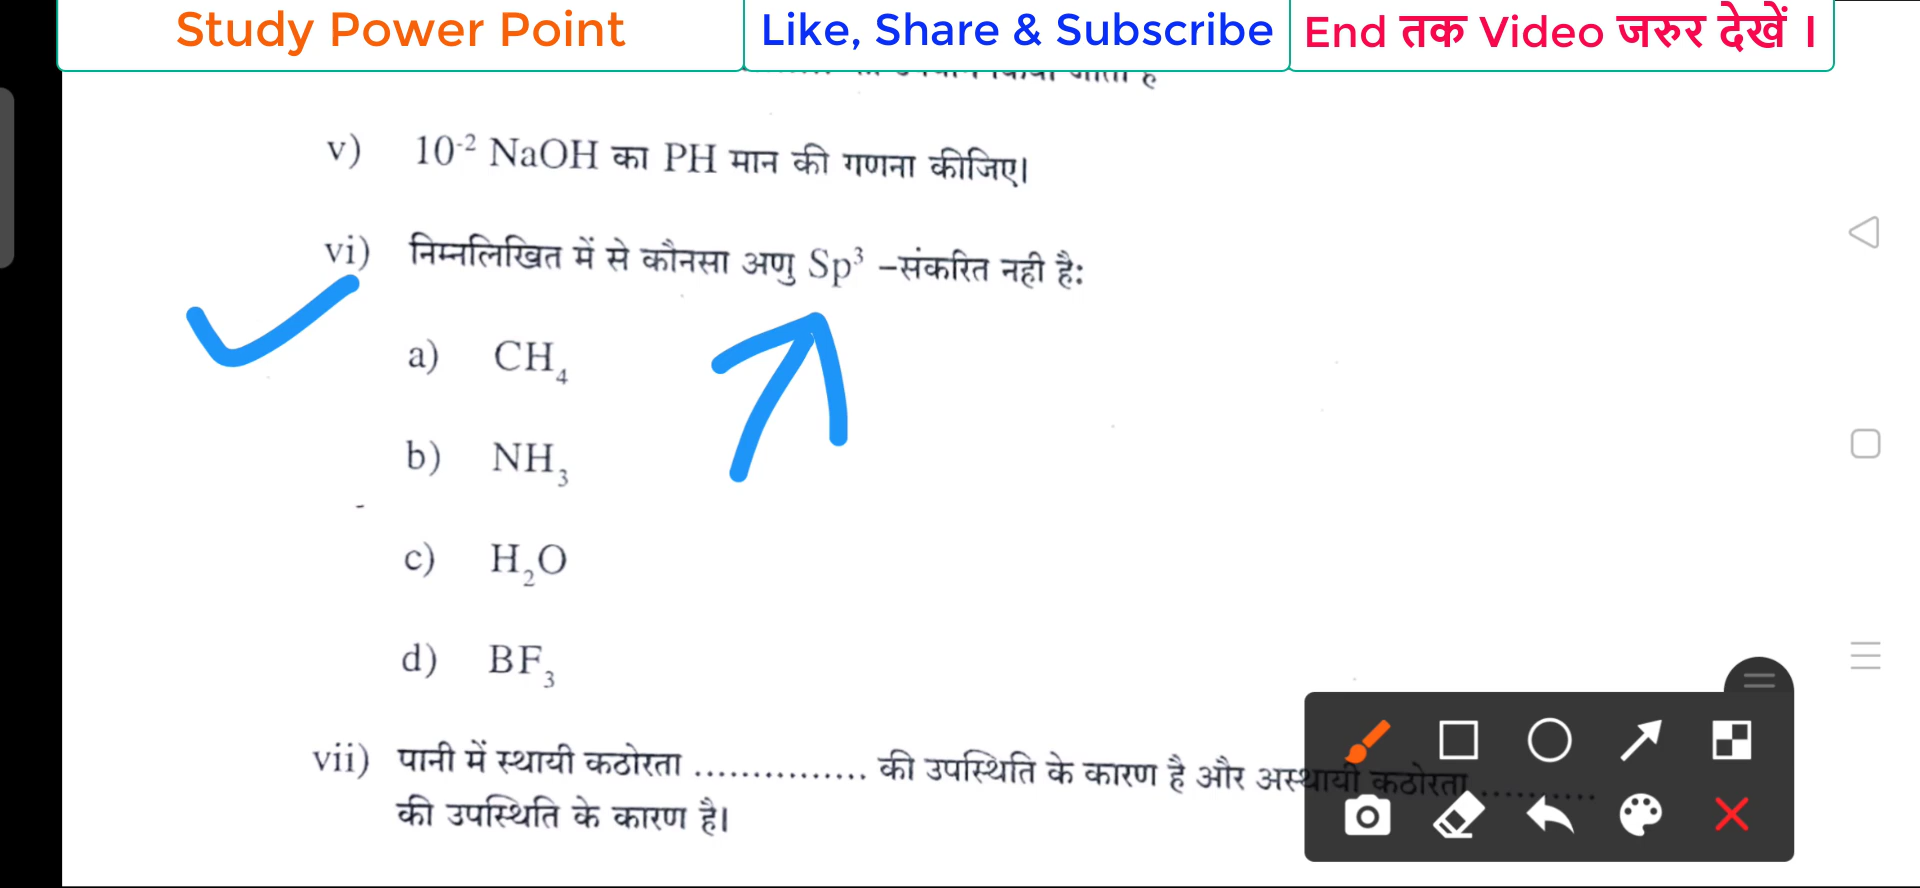 Study Power Point
Like, Share & Subscribe
End तक Video जरुर देखें ।
v) 10⁻² NaOH का PH मान की गणना कीजिए।
vi) निम्नलिखित में से कौनसा अणु Sp³ –संकरित नही है:
a) CH₄
b) NH₃
c) H₂O
d) BF₃
vii) पानी में स्थायी कठोरता ............... की उपस्थिति के कारण है और अस्थायी कठोरता ..........
की उपस्थिति के कारण है।